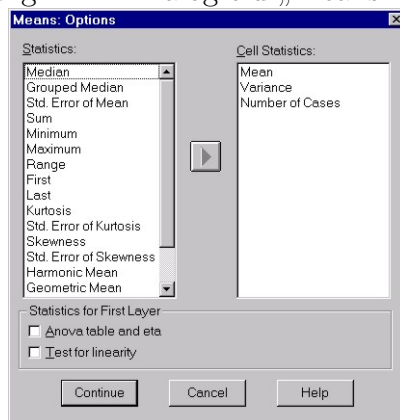 Means: Options
Statistics:
Median
Grouped Median
Std. Error of Mean
Sum
Minimum
Maximum
Range
First
Last
Kurtosis
Std. Error of Kurtosis
Skewness
Std. Error of Skewness
Harmonic Mean
Geometric Mean
Cell Statistics:
Mean
Variance
Number of Cases
Statistics for First Layer
Anova table and eta
Test for linearity
Continue
Cancel
Help